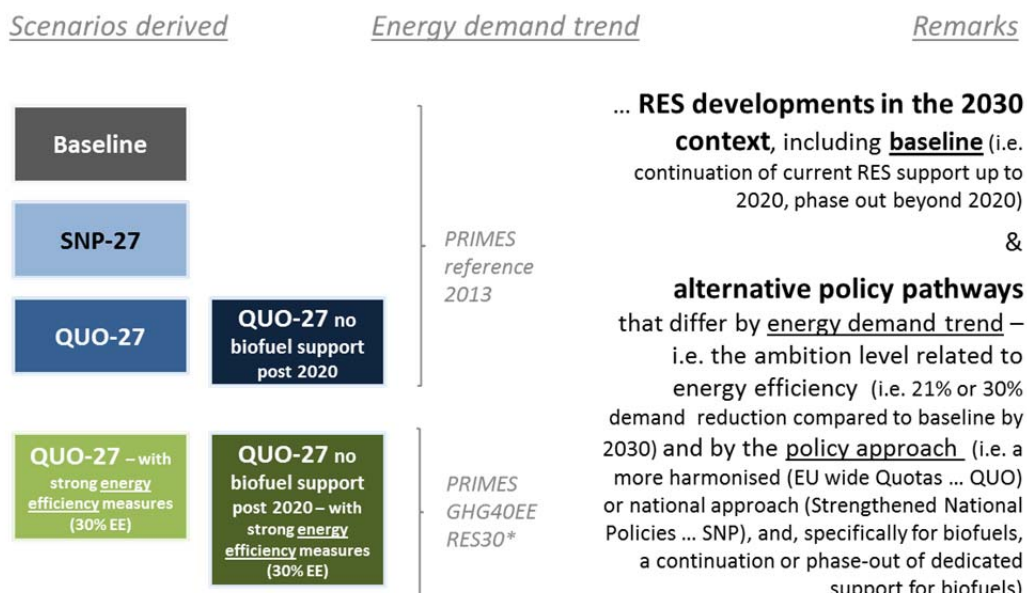 Scenarios derived
Energy demand trend
Remarks
Baseline
SNP-27
QUO-27
QUO-27 no
biofuel support
post 2020
PRIMES
reference
2013
QUO-27 – with
strong energy
efficiency measures
(30% EE)
QUO-27 no
biofuel support
post 2020 – with
strong energy
efficiency measures
(30% EE)
PRIMES
GHG40EE
RES30*
... RES developments in the 2030
context, including baseline (i.e.
continuation of current RES support up to
2020, phase out beyond 2020)
&
alternative policy pathways
that differ by energy demand trend –
i.e. the ambition level related to
energy efficiency (i.e. 21% or 30%
demand reduction compared to baseline by
2030) and by the policy approach (i.e. a
more harmonised (EU wide Quotas ... QUO)
or national approach (Strengthened National
Policies ... SNP), and, specifically for biofuels,
a continuation or phase-out of dedicated
support for biofuels)